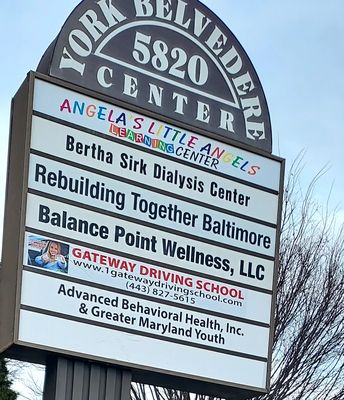 YORK BELVEDERE
5820
CENTER
ANGELA'S LITTLE ANGELS
LEARNING CENTER
Bertha Sirk Dialysis Center
Rebuilding Together Baltimore
Balance Point Wellness, LLC
GATEWAY DRIVING SCHOOL
www.1gatewaydrivingschool.com
(443) 827-5615
Advanced Behavioral Health, Inc.
& Greater Maryland Youth